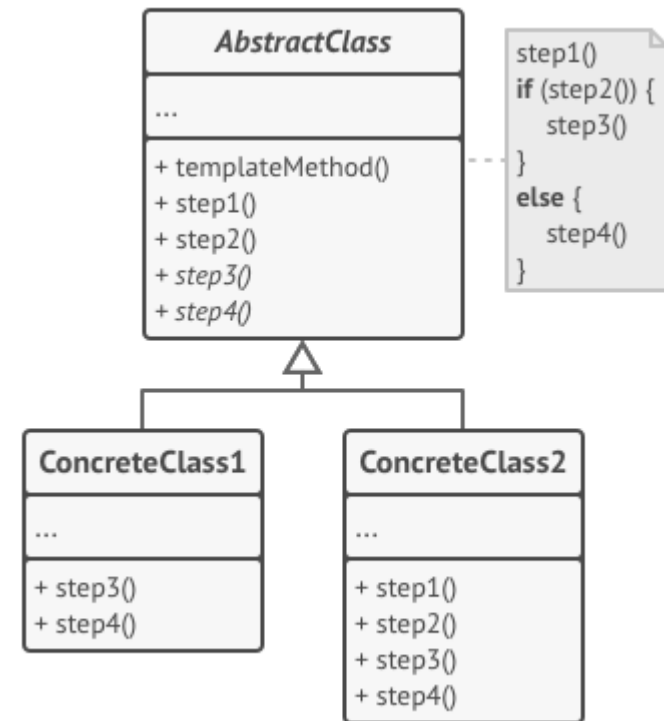 AbstractClass
...
+ templateMethod()
+ step1()
+ step2()
+ step3()
+ step4()
step1()
if (step2()) {
step3()
}
else {
step4()
}
ConcreteClass1
...
+ step3()
+ step4()
ConcreteClass2
...
+ step1()
+ step2()
+ step3()
+ step4()